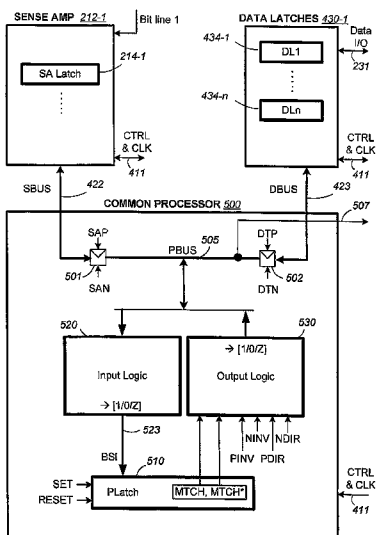 SENSE AMP 212-1
Bit line 1
DATA LATCHES 430-1
214-1
SA Latch
434-1
DL1
Data
I/O
231
434-n
DLn
CTRL
& CLK
411
CTRL
& CLK
411
SBUS
422
DBUS
423
COMMON PROCESSOR 500
507
SAP
PBUS
505
DTP
501
SAN
502
DTN
520
530
→ [1/0/Z]
Input Logic
Output Logic
→ [1/0/Z]
523
NINV
NDIR
PINV
PDIR
BSI
510
SET
RESET
PLatch
MTCH, MTCH*
CTRL
& CLK
411